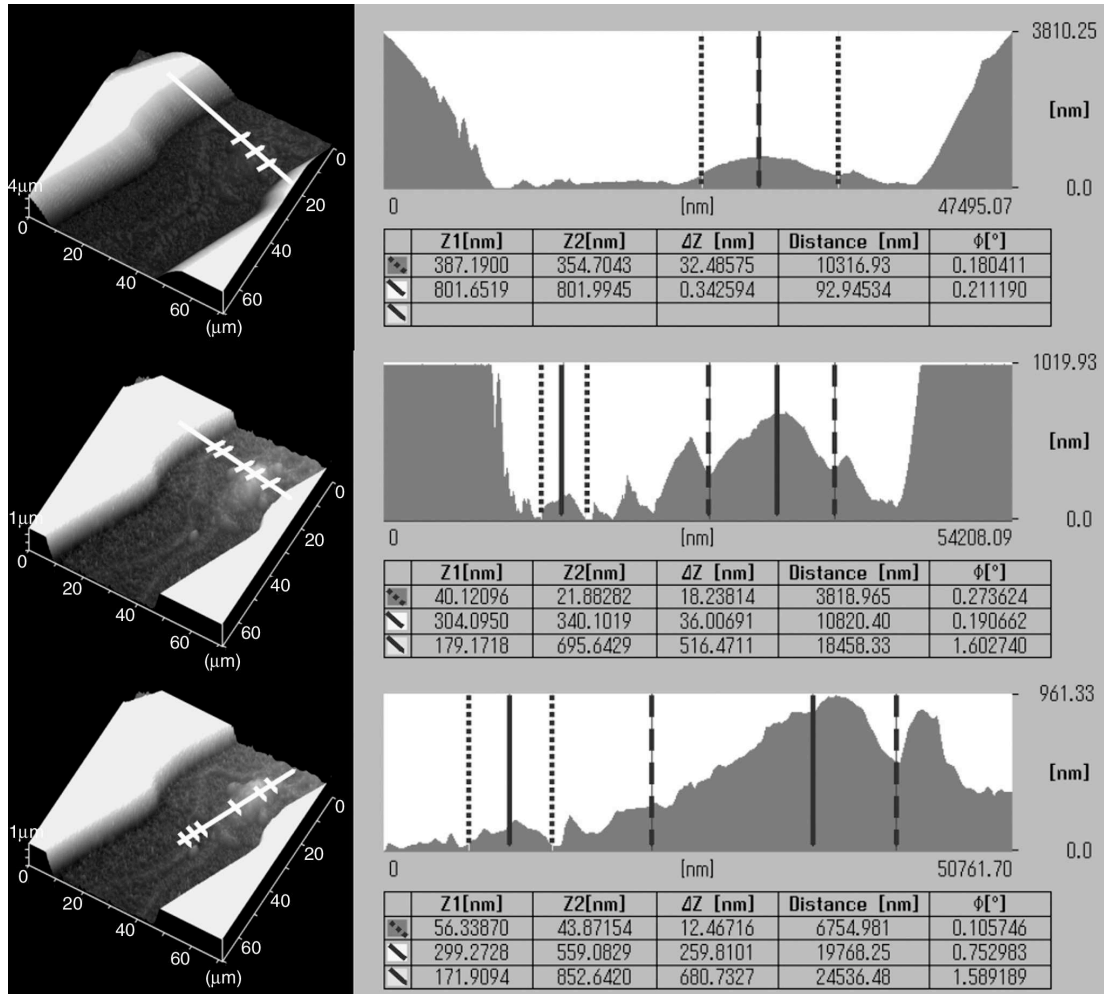 4µm
0
20
40
60
(µm)
0
20
40
60
3810.25
[nm]
0.0
0 [nm] 47495.07
Z1[nm] Z2[nm] ΔZ [nm] Distance [nm] ϕ[°]
387.1900 354.7043 32.48575 10316.93 0.180411
801.6519 801.9945 0.342594 92.94534 0.211190
1µm
0
20
40
60
(µm)
0
20
40
60
1019.93
[nm]
0.0
0 [nm] 54208.09
Z1[nm] Z2[nm] ΔZ [nm] Distance [nm] ϕ[°]
40.12096 21.88282 18.23814 3818.965 0.273624
304.0950 340.1019 36.00691 10820.40 0.190662
179.1718 695.6429 516.4711 18458.33 1.602740
1µm
0
20
40
60
(µm)
0
20
40
60
961.33
[nm]
0.0
0 [nm] 50761.70
Z1[nm] Z2[nm] ΔZ [nm] Distance [nm] ϕ[°]
56.33870 43.87154 12.46716 6754.981 0.105746
299.2728 559.0829 259.8101 19768.25 0.752983
171.9094 852.6420 680.7327 24536.48 1.589189